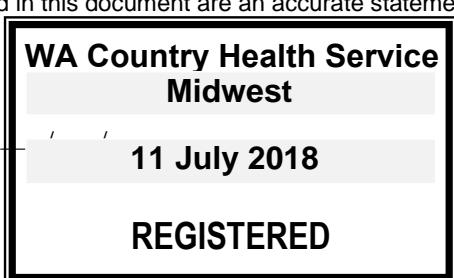 d in this document are an accurate stateme
WA Country Health Service
Midwest
/ /
11 July 2018
REGISTERED